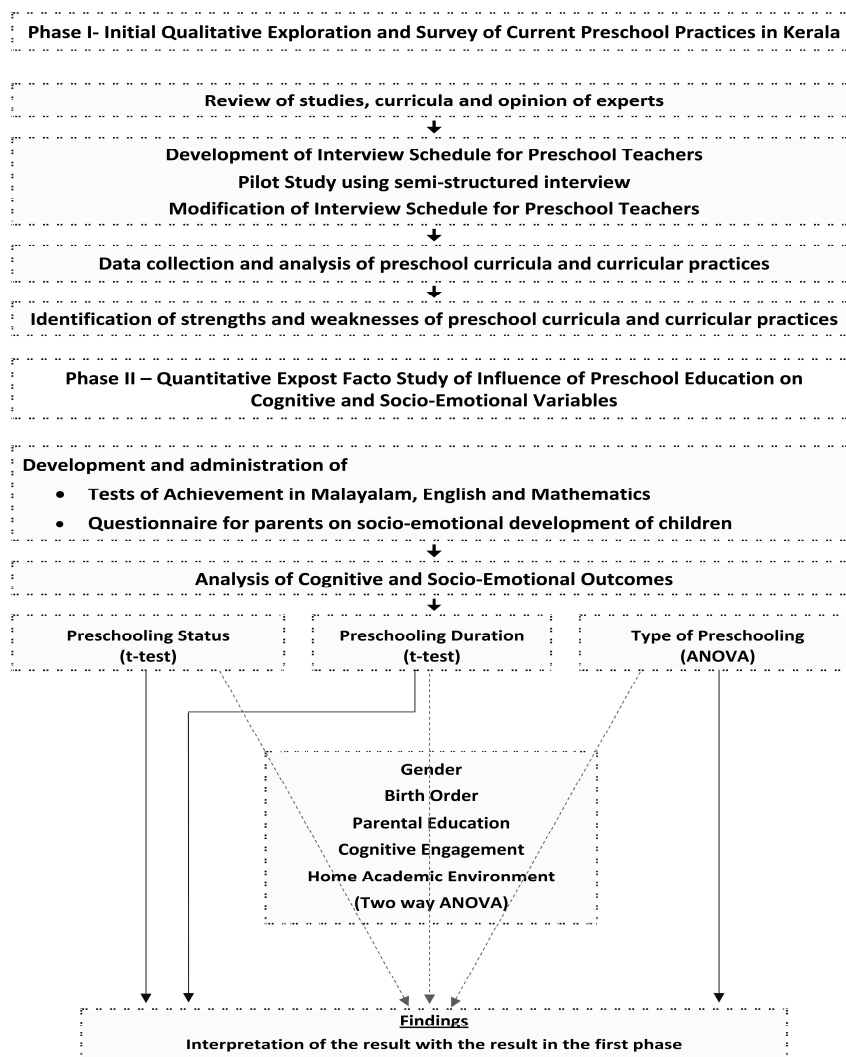 Phase I- Initial Qualitative Exploration and Survey of Current Preschool Practices in Kerala
Review of studies, curricula and opinion of experts
Development of Interview Schedule for Preschool Teachers
Pilot Study using semi-structured interview
Modification of Interview Schedule for Preschool Teachers
Data collection and analysis of preschool curricula and curricular practices
Identification of strengths and weaknesses of preschool curricula and curricular practices
Phase II – Quantitative Expost Facto Study of Influence of Preschool Education on
Cognitive and Socio-Emotional Variables
Development and administration of
• Tests of Achievement in Malayalam, English and Mathematics
• Questionnaire for parents on socio-emotional development of children
Analysis of Cognitive and Socio-Emotional Outcomes
Preschooling Status
(t-test)
Preschooling Duration
(t-test)
Type of Preschooling
(ANOVA)
Gender
Birth Order
Parental Education
Cognitive Engagement
Home Academic Environment
(Two way ANOVA)
Findings
Interpretation of the result with the result in the first phase